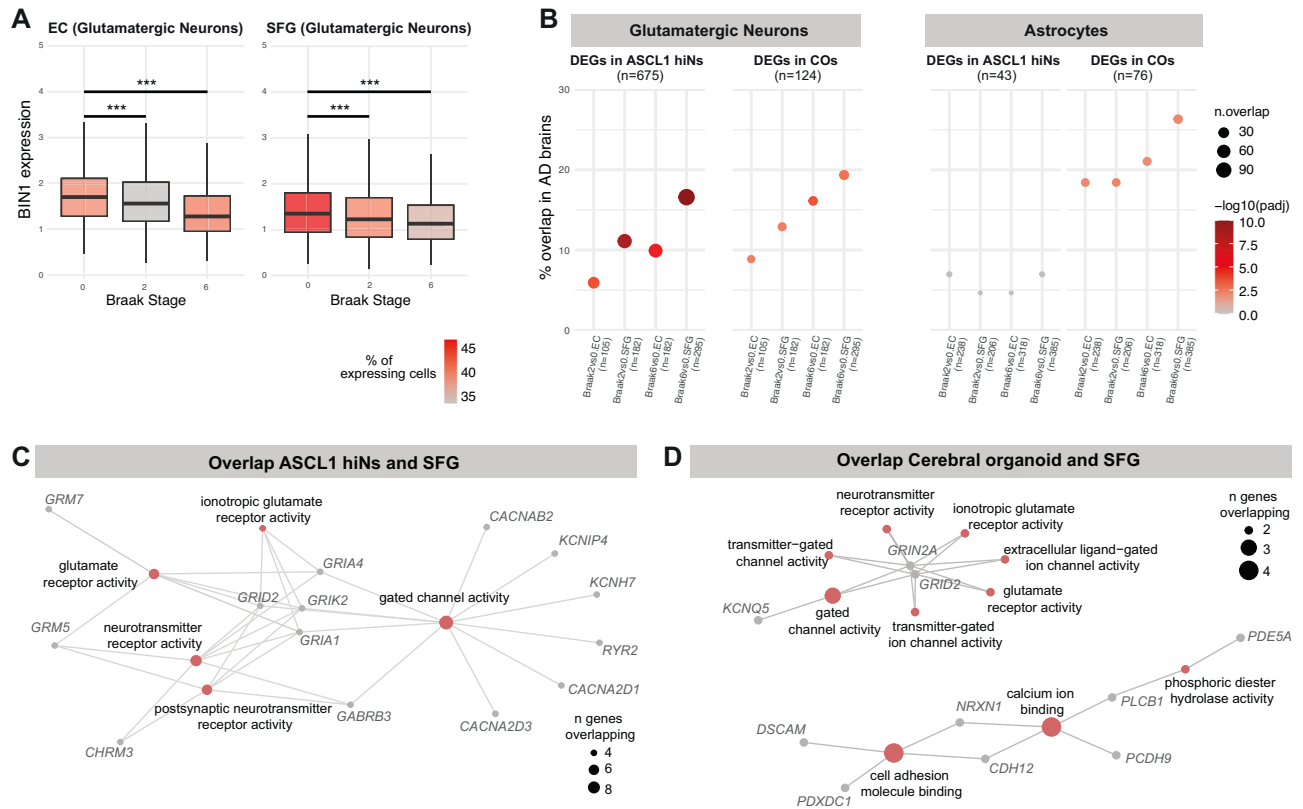 A
EC (Glutamatergic Neurons)
SFG (Glutamatergic Neurons)
BIN1 expression
5
4
3
2
1
0
***
***
0
2
6
Braak Stage
5
4
3
2
1
0
***
***
0
2
6
Braak Stage
% of
expressing cells
45
40
35
B
Glutamatergic Neurons
Astrocytes
DEGs in ASCL1 hiNs
(n=675)
DEGs in COs
(n=124)
DEGs in ASCL1 hiNs
(n=43)
DEGs in COs
(n=76)
% overlap in AD brains
30
20
10
0
Braak2vs0.EC
(n=105)
Braak2vs0.SFG
(n=182)
Braak6vs0.EC
(n=182)
Braak6vs0.SFG
(n=295)
Braak2vs0.EC
(n=105)
Braak2vs0.SFG
(n=182)
Braak6vs0.EC
(n=182)
Braak6vs0.SFG
(n=295)
Braak2vs0.EC
(n=238)
Braak2vs0.SFG
(n=206)
Braak6vs0.EC
(n=318)
Braak6vs0.SFG
(n=385)
Braak2vs0.EC
(n=238)
Braak2vs0.SFG
(n=206)
Braak6vs0.EC
(n=318)
Braak6vs0.SFG
(n=385)
n.overlap
30
60
90
−log10(padj)
10.0
7.5
5.0
2.5
0.0
C
Overlap ASCL1 hiNs and SFG
GRM7
ionotropic glutamate
receptor activity
CACNAB2
KCNIP4
GRIA4
glutamate
receptor activity
KCNH7
GRID2
GRIK2
gated channel activity
GRM5
neurotransmitter
receptor activity
GRIA1
RYR2
CACNA2D1
postsynaptic neurotransmitter
receptor activity
GABRB3
CACNA2D3
CHRM3
n genes
overlapping
4
6
8
D
Overlap Cerebral organoid and SFG
neurotransmitter
receptor activity
ionotropic glutamate
receptor activity
transmitter−gated
channel activity
GRIN2A
extracellular ligand−gated
ion channel activity
GRID2
glutamate
receptor activity
KCNQ5
gated
channel activity
transmitter-gated
ion channel activity
n genes
overlapping
2
3
4
PDE5A
phosphoric diester
hydrolase activity
calcium ion
binding
PLCB1
NRXN1
DSCAM
CDH12
PCDH9
cell adhesion
molecule binding
PDXDC1